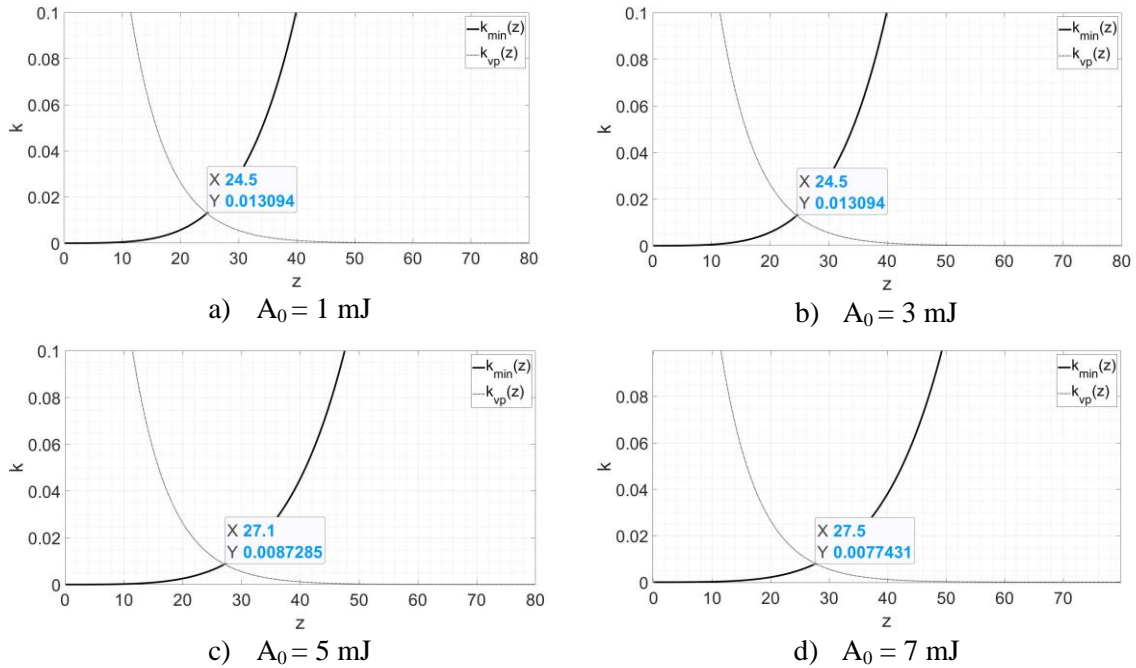 0.1
0.08
0.06
0.04
0.02
0
k
k_min(z)
k_vp(z)
X 24.5
Y 0.013094
0 10 20 30 40 50 60 70 80
z
a) A₀ = 1 mJ
0.1
0.08
0.06
0.04
0.02
0
k
k_min(z)
k_vp(z)
X 24.5
Y 0.013094
0 10 20 30 40 50 60 70 80
z
b) A₀ = 3 mJ
0.1
0.08
0.06
0.04
0.02
0
k
k_min(z)
k_vp(z)
X 27.1
Y 0.0087285
0 10 20 30 40 50 60 70 80
z
c) A₀ = 5 mJ
0.08
0.06
0.04
0.02
0
k
k_min(z)
k_vp(z)
X 27.5
Y 0.0077431
0 10 20 30 40 50 60 70
z
d) A₀ = 7 mJ